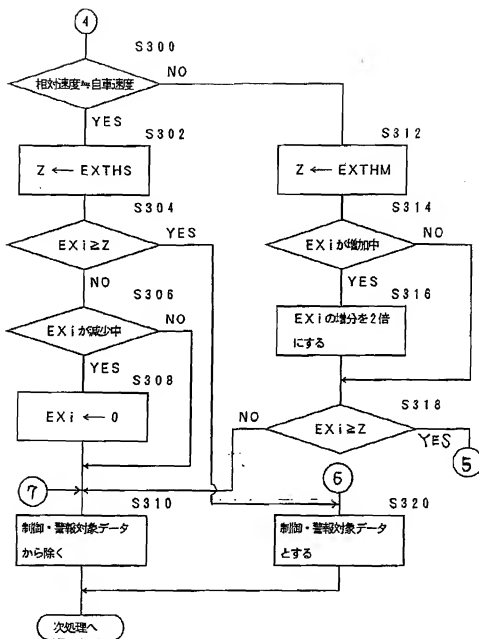 4
S300
相対速度≒自車速度
NO
YES
S302
S312
Z ← EXTHS
Z ← EXTHM
S304
S314
EXi≧Z
YES
EXiが増加中
NO
NO
YES
S306
S316
EXiが減少中
NO
EXiの増分を2倍
にする
YES
S308
EXi ← 0
NO
S318
EXi≧Z
YES
5
7
6
S310
S320
制御・警報対象データ
から除く
制御・警報対象データ
とする
次処理へ